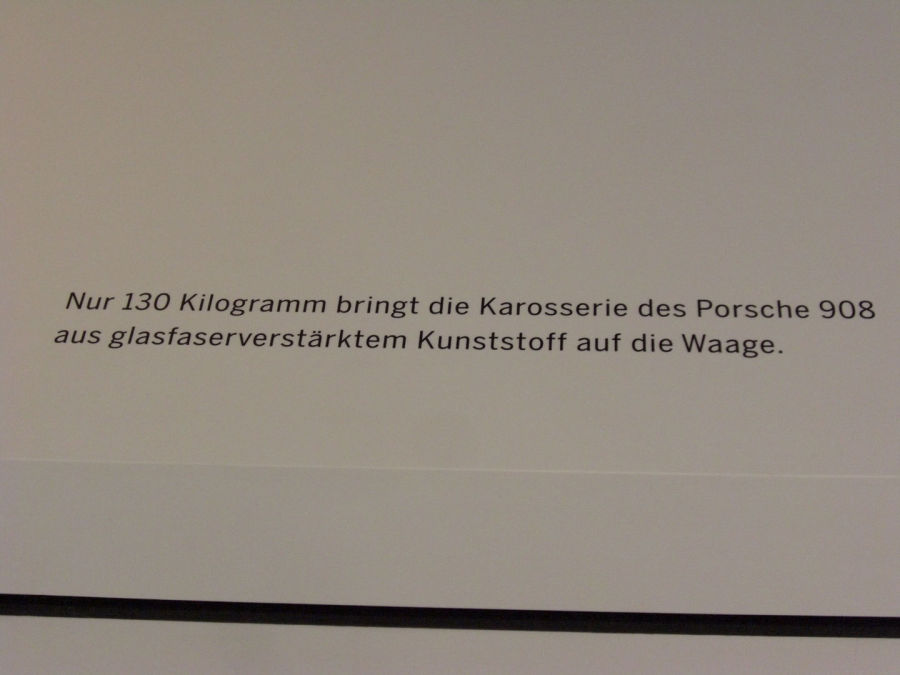 Nur 130 Kilogramm bringt die Karosserie des Porsche 908
aus glasfaserverstärktem Kunststoff auf die Waage.